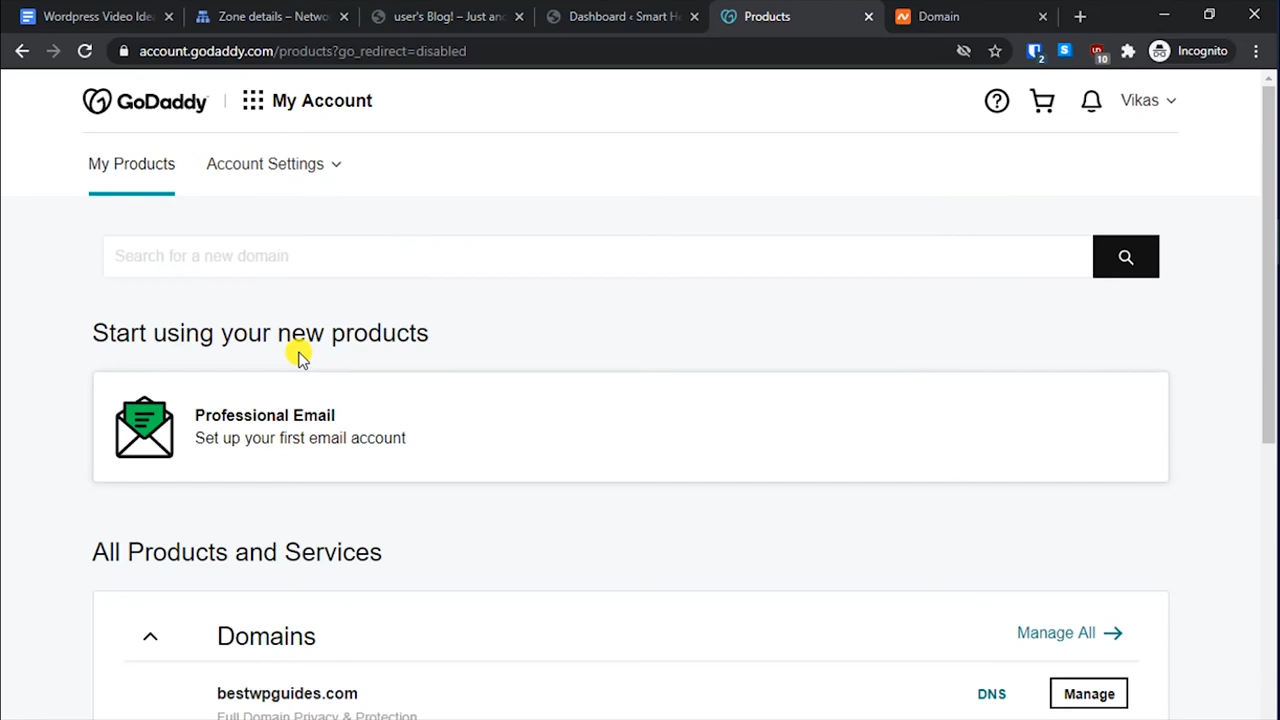 Wordpress Video Ide
Zone details – Netwo
user's Blog! – Just an
Dashboard ‹ Smart H
Products
Domain
account.godaddy.com/products?go_redirect=disabled
2
S
10
Incognito
GoDaddy
My Account
Vikas
My Products
Account Settings
Search for a new domain
Start using your new products
Professional Email
Set up your first email account
All Products and Services
Domains
Manage All
bestwpguides.com
DNS
Manage
Full Domain Privacy & Protection